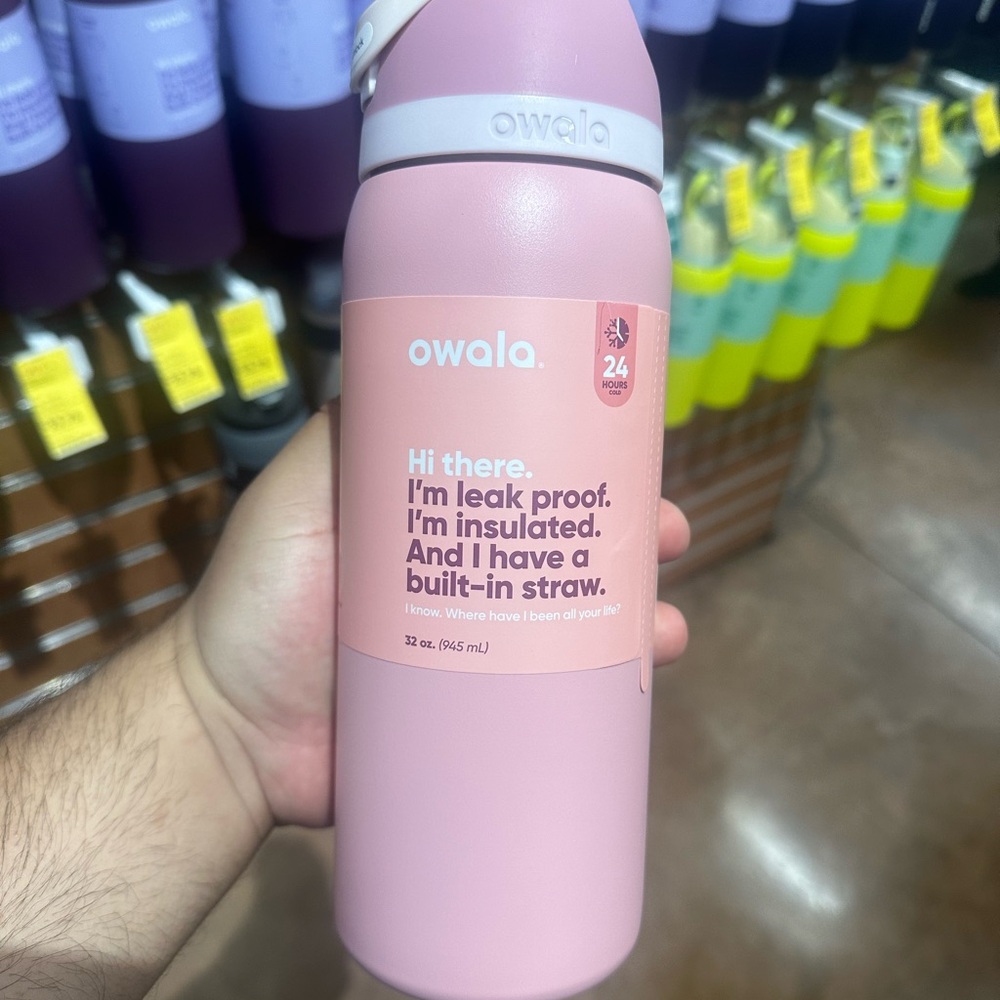 owala
owala.
24
HOURS
COLD
Hi there.
I'm leak proof.
I'm insulated.
And I have a
built-in straw.
I know. Where have I been all your life?
32 oz. (945 mL)